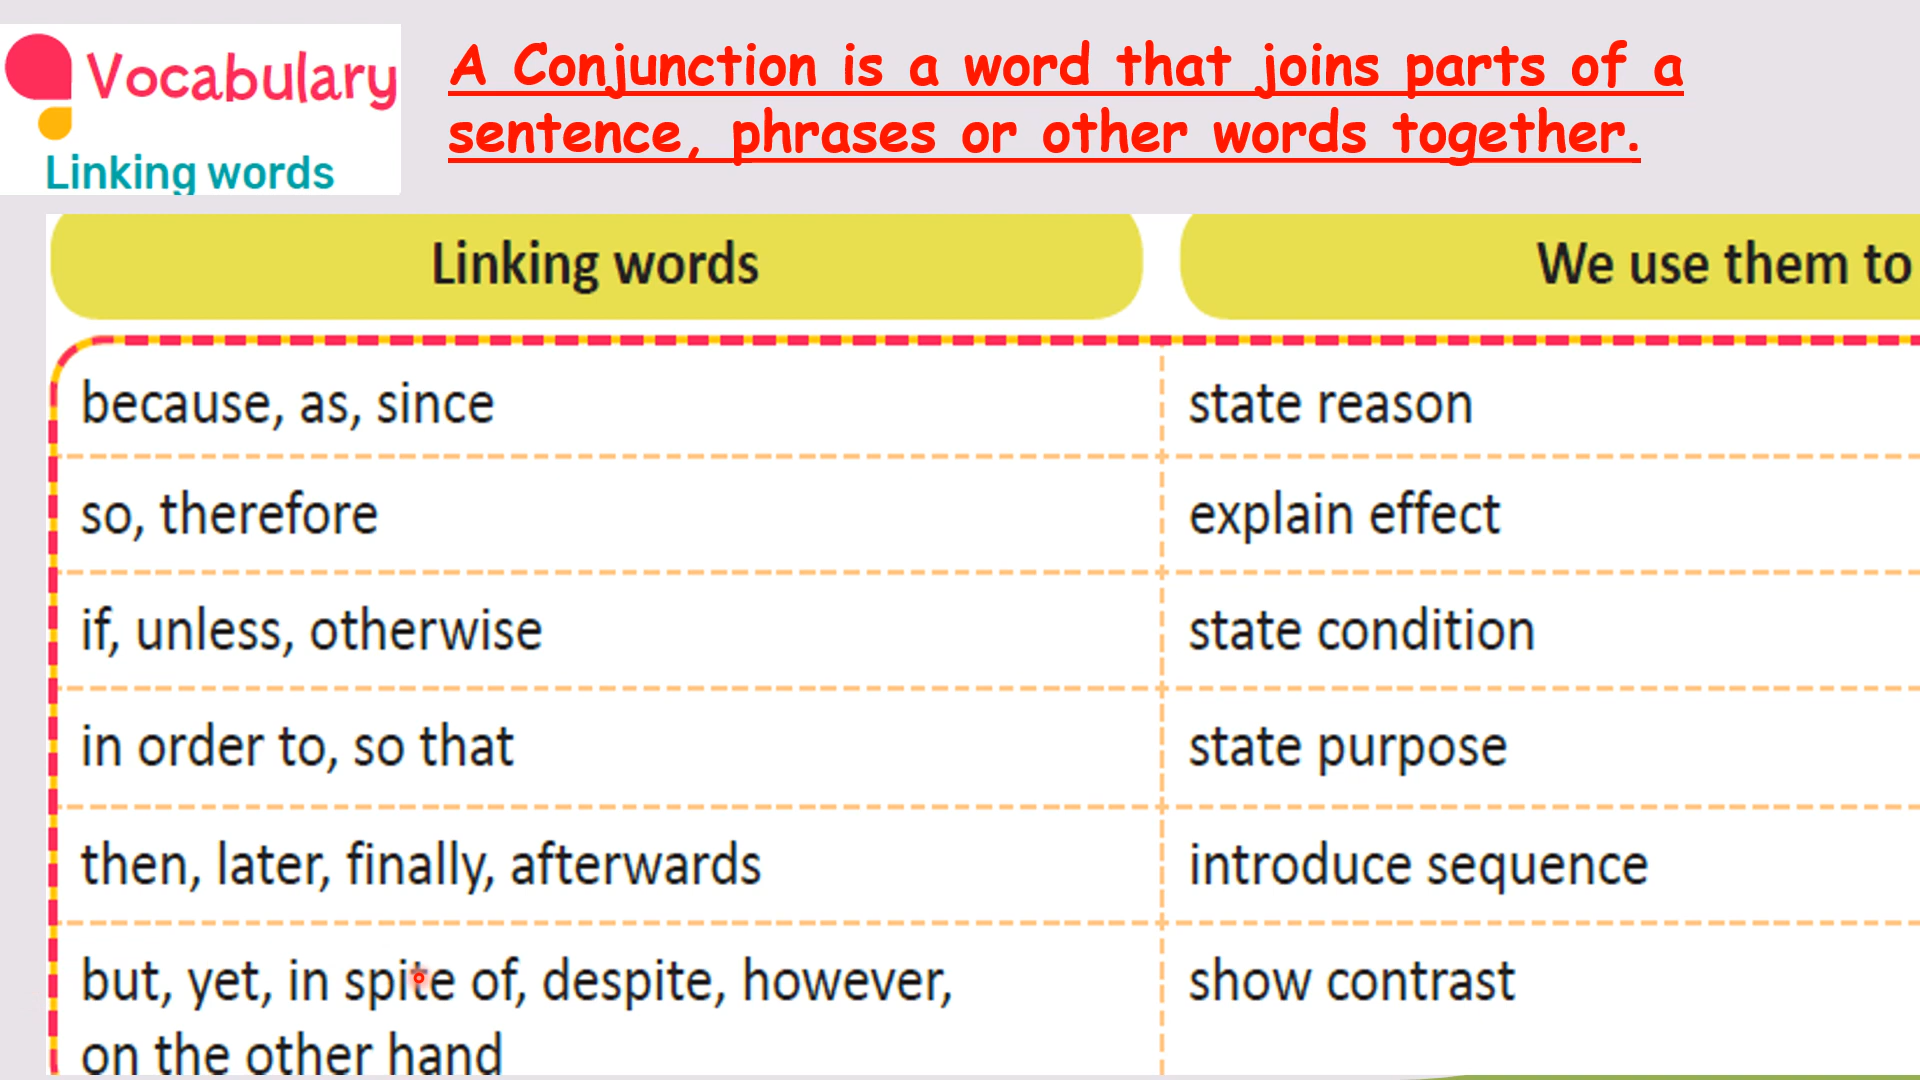 Vocabulary
Linking words
A Conjunction is a word that joins parts of a
sentence, phrases or other words together.
Linking words
We use them to
because, as, since
state reason
so, therefore
explain effect
if, unless, otherwise
state condition
in order to, so that
state purpose
then, later, finally, afterwards
introduce sequence
but, yet, in spite of, despite, however,
show contrast
on the other hand